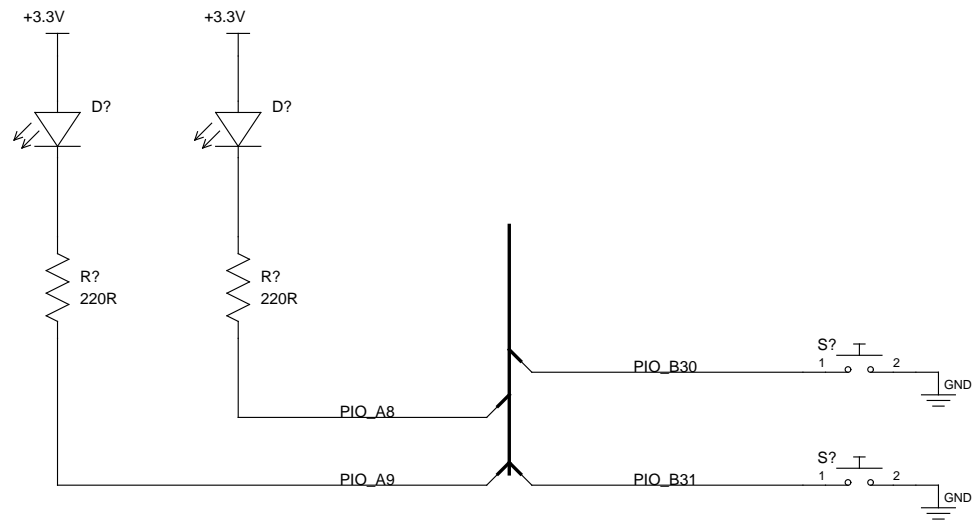 +3.3V
+3.3V
D?
D?
R?
220R
R?
220R
S?
1
2
PIO_B30
GND
PIO_A8
S?
1
2
PIO_A9
PIO_B31
GND